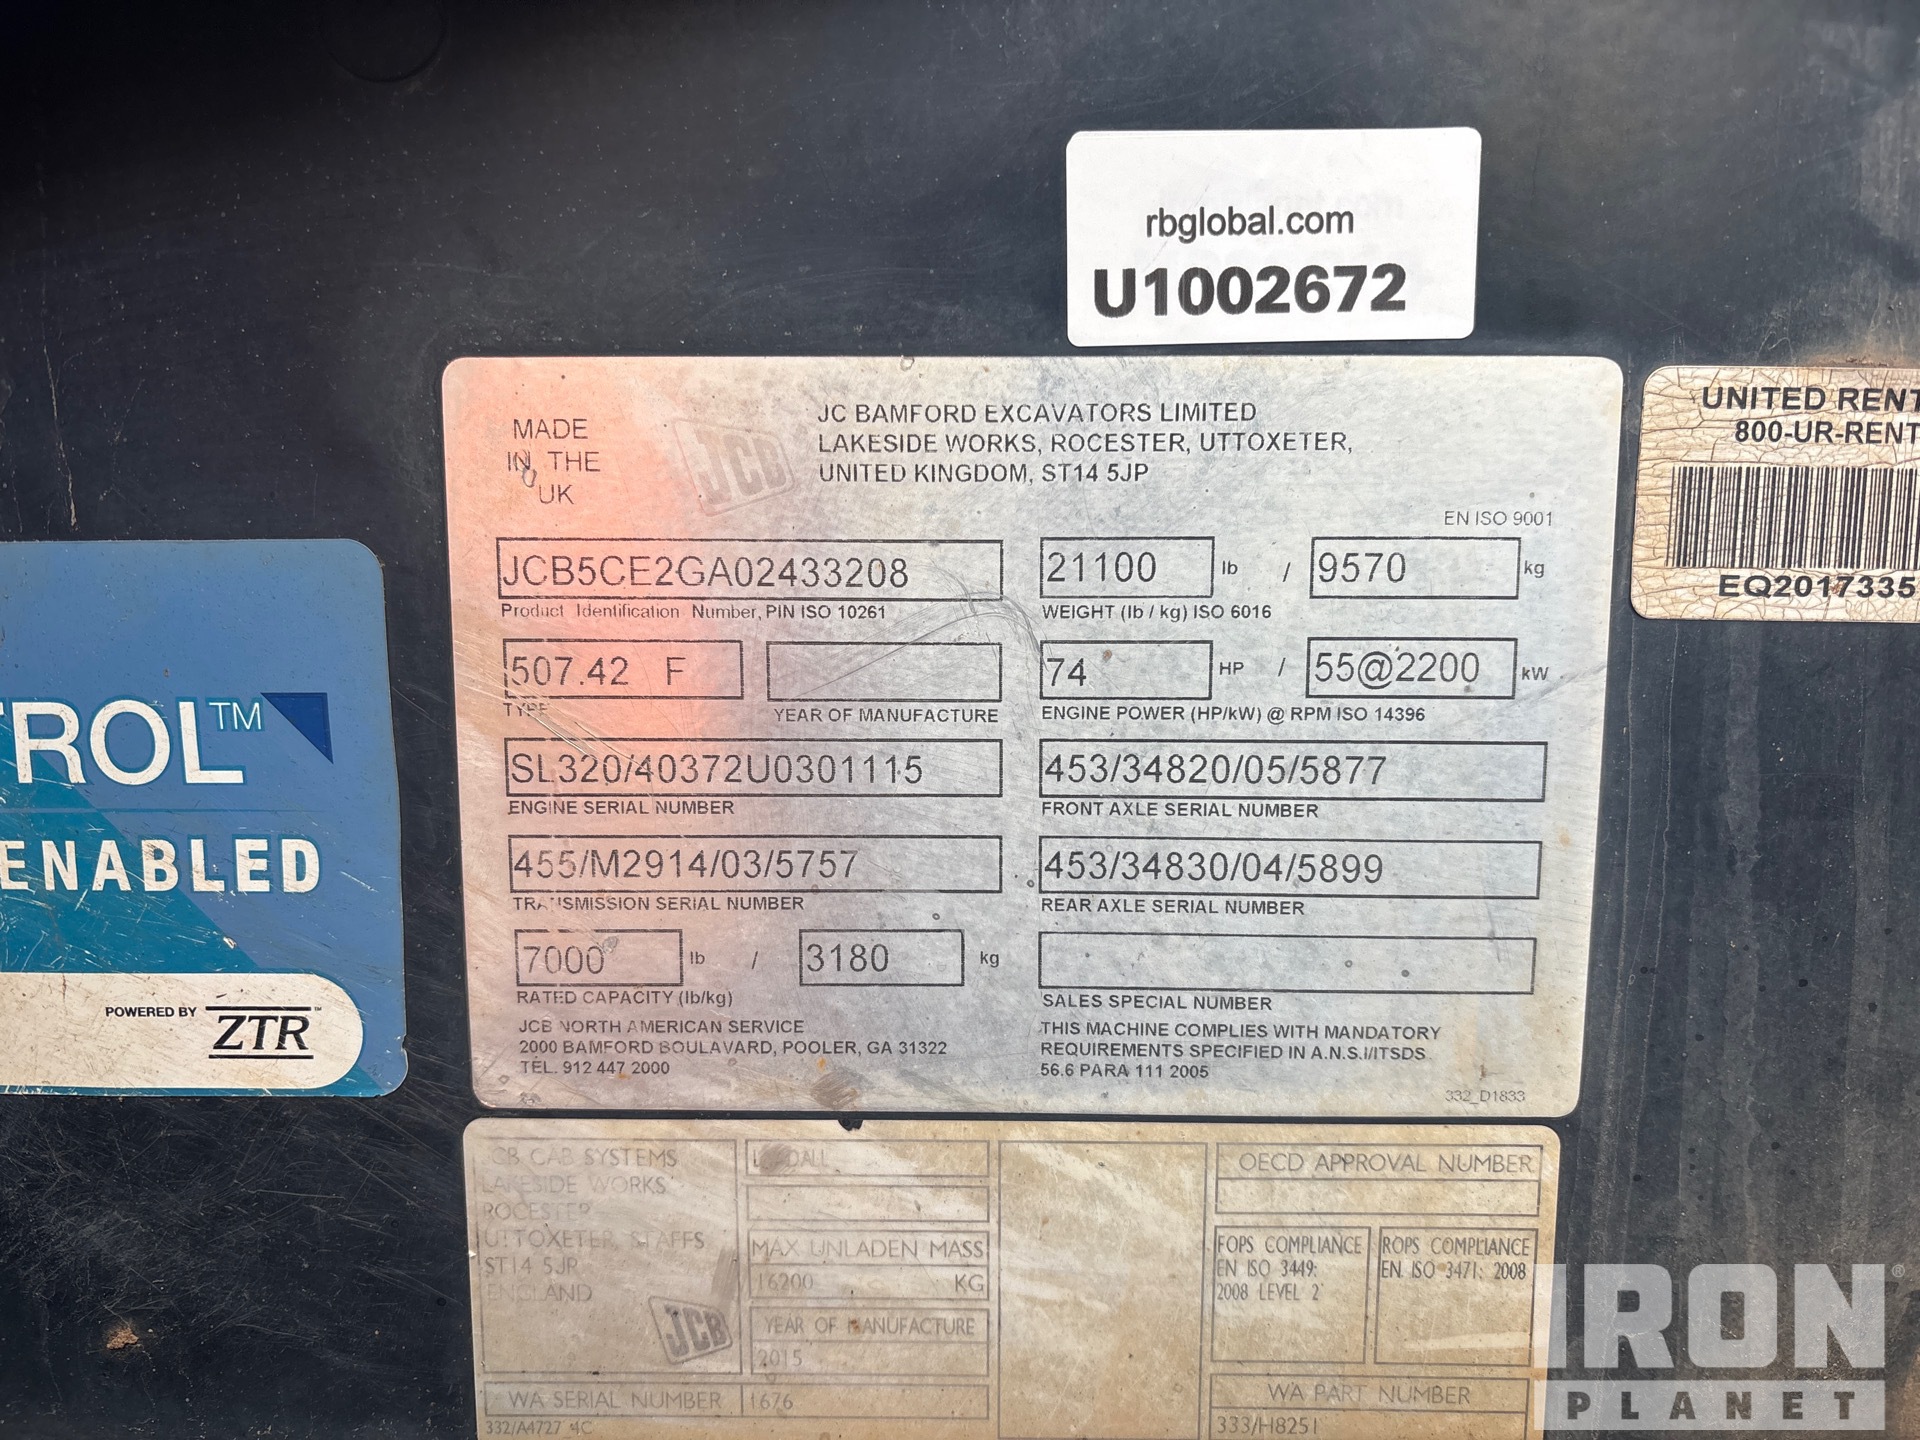 rbglobal.com
U1002672
MADE
IN THE
UK
JCB
JC BAMFORD EXCAVATORS LIMITED
LAKESIDE WORKS, ROCESTER, UTTOXETER,
UNITED KINGDOM, ST14 5JP
EN ISO 9001
JCB5CE2GA02433208
Product Identification Number, PIN ISO 10261
21100 lb / 9570 kg
WEIGHT (lb / kg) ISO 6016
507.42 F
TYPE
YEAR OF MANUFACTURE
74 HP / 55@2200 kW
ENGINE POWER (HP/kW) @ RPM ISO 14396
SL320/40372U0301115
ENGINE SERIAL NUMBER
453/34820/05/5877
FRONT AXLE SERIAL NUMBER
455/M2914/03/5757
TRANSMISSION SERIAL NUMBER
453/34830/04/5899
REAR AXLE SERIAL NUMBER
7000 lb / 3180 kg
RATED CAPACITY (lb/kg)
SALES SPECIAL NUMBER
JCB NORTH AMERICAN SERVICE
2000 BAMFORD BOULAVARD, POOLER, GA 31322
TEL. 912 447 2000
THIS MACHINE COMPLIES WITH MANDATORY
REQUIREMENTS SPECIFIED IN A.N.S.I/ITSDS
56.6 PARA 111 2005
332_D1833
UNITED RENT
800-UR-RENT
EQ2017335
TROL™
ENABLED
POWERED BY ZTR™
JCB CAB SYSTEMS
LAKESIDE WORKS
ROCESTER
UTTOXETER, STAFFS
ST14 5JP
ENGLAND
JCB
LOADALL
MAX UNLADEN MASS
16200 KG
YEAR OF MANUFACTURE
2015
WA SERIAL NUMBER 1676
332/A4727 4C
OECD APPROVAL NUMBER
FOPS COMPLIANCE
EN ISO 3449:
2008 LEVEL 2
ROPS COMPLIANCE
EN ISO 3471: 2008
WA PART NUMBER
333/H8251
IRON®
PLANET